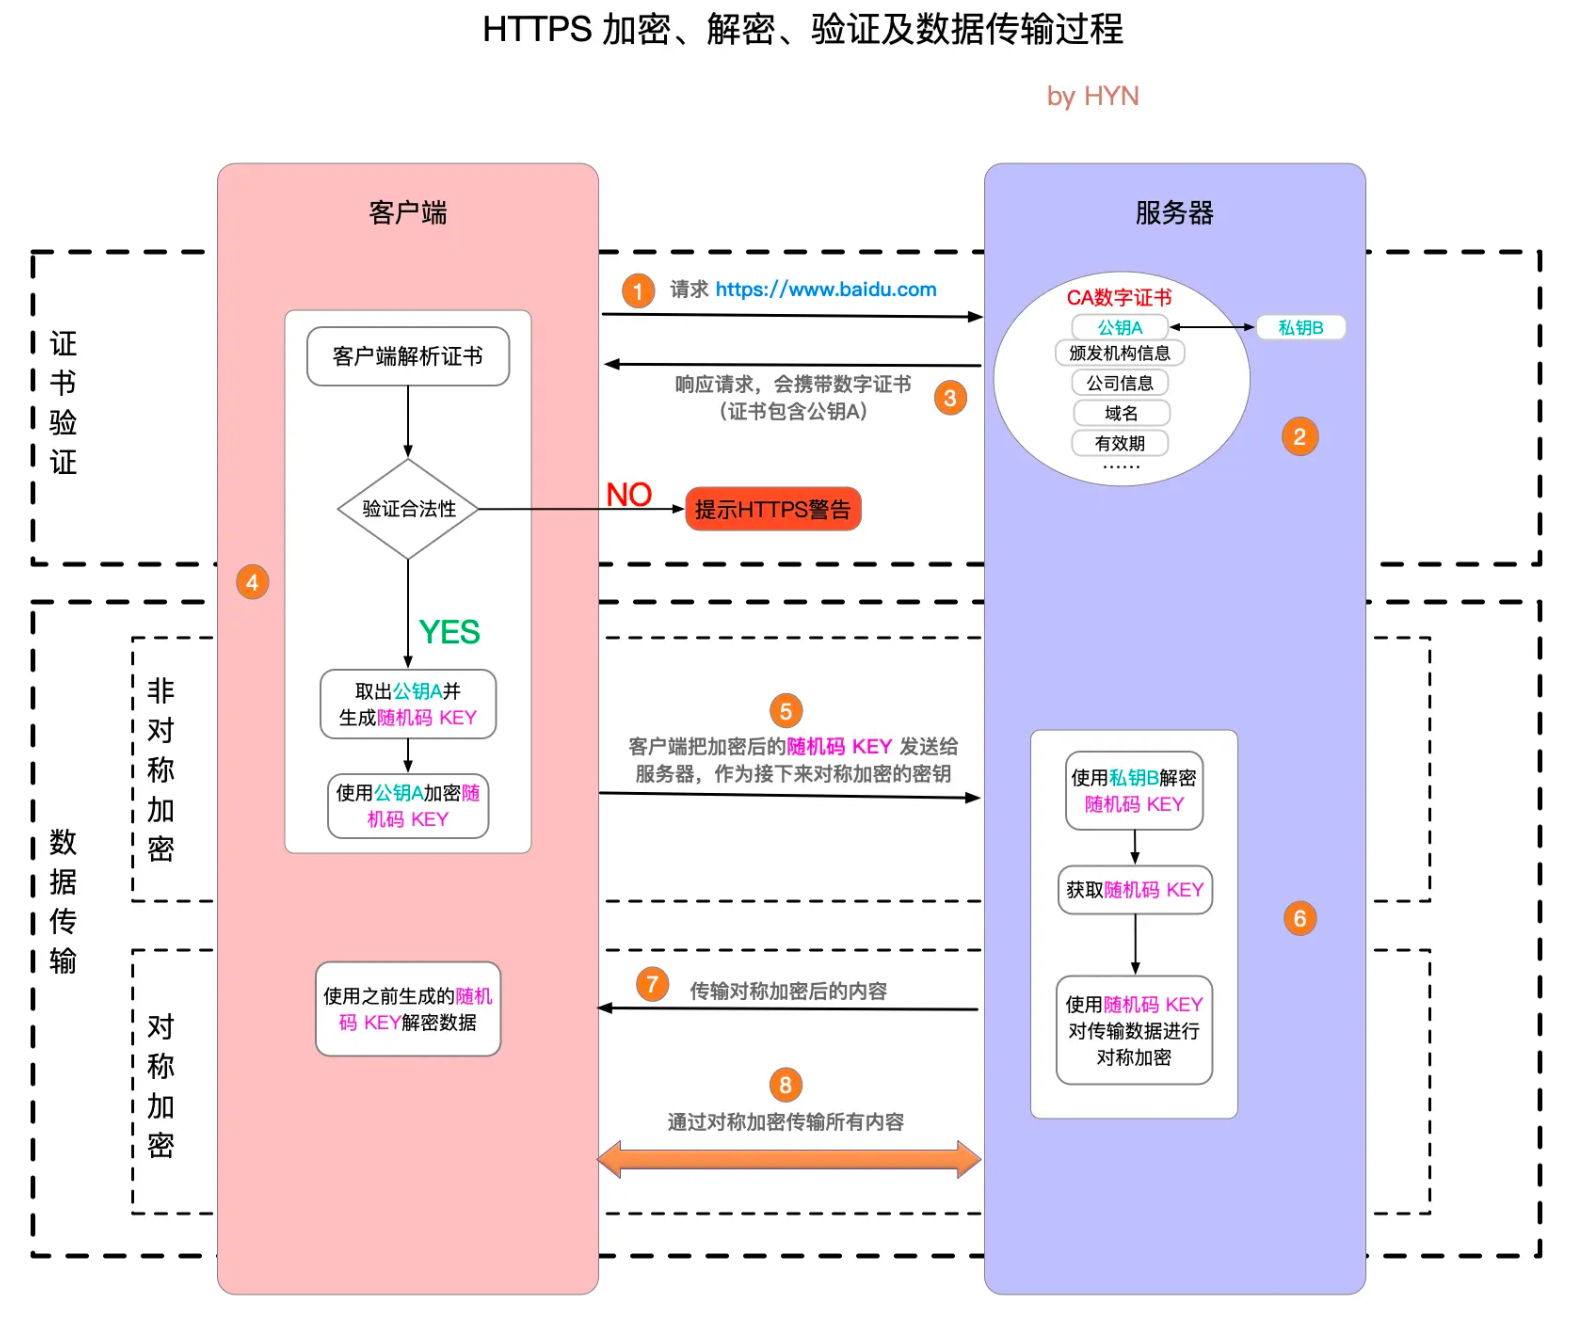 HTTPS 加密、解密、验证及数据传输过程
by HYN
客户端
服务器
证书验证
1
请求 https://www.baidu.com
CA数字证书
公钥A
私钥B
颁发机构信息
公司信息
域名
有效期
······
2
响应请求，会携带数字证书
（证书包含公钥A）
3
客户端解析证书
验证合法性
NO
提示HTTPS警告
4
YES
数据传输
非对称加密
取出公钥A并
生成随机码 KEY
使用公钥A加密随
机码 KEY
5
客户端把加密后的随机码 KEY 发送给
服务器，作为接下来对称加密的密钥
使用私钥B解密
随机码 KEY
获取随机码 KEY
6
使用随机码 KEY
对传输数据进行
对称加密
对称加密
7
传输对称加密后的内容
使用之前生成的随机
码 KEY解密数据
8
通过对称加密传输所有内容